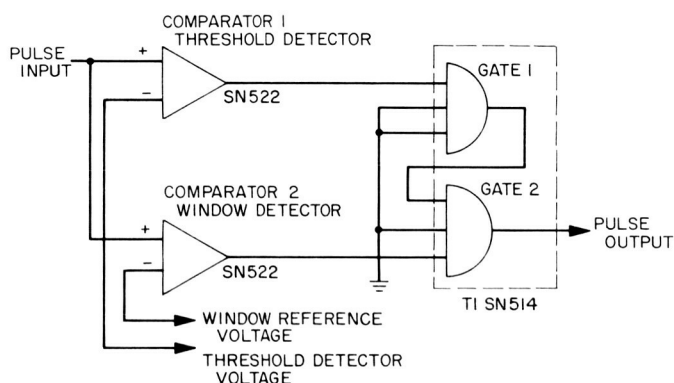 COMPARATOR 1
THRESHOLD DETECTOR
PULSE
INPUT
+
−
SN522
GATE 1
COMPARATOR 2
WINDOW DETECTOR
GATE 2
+
−
SN522
PULSE
OUTPUT
TI SN514
WINDOW REFERENCE
VOLTAGE
THRESHOLD DETECTOR
VOLTAGE